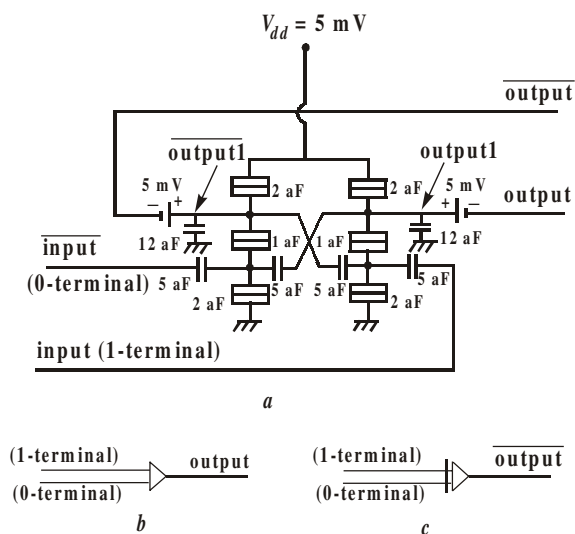 V_dd = 5 mV
output
output1
output1
5 mV
2 aF
2 aF
5 mV
output
− +
+ −
12 aF
1 aF
1 aF
12 aF
input
(0-terminal)
5 aF
5 aF
5 aF
5 aF
2 aF
2 aF
input (1-terminal)
a
(1-terminal)
output
(0-terminal)
b
(1-terminal)
output
(0-terminal)
c